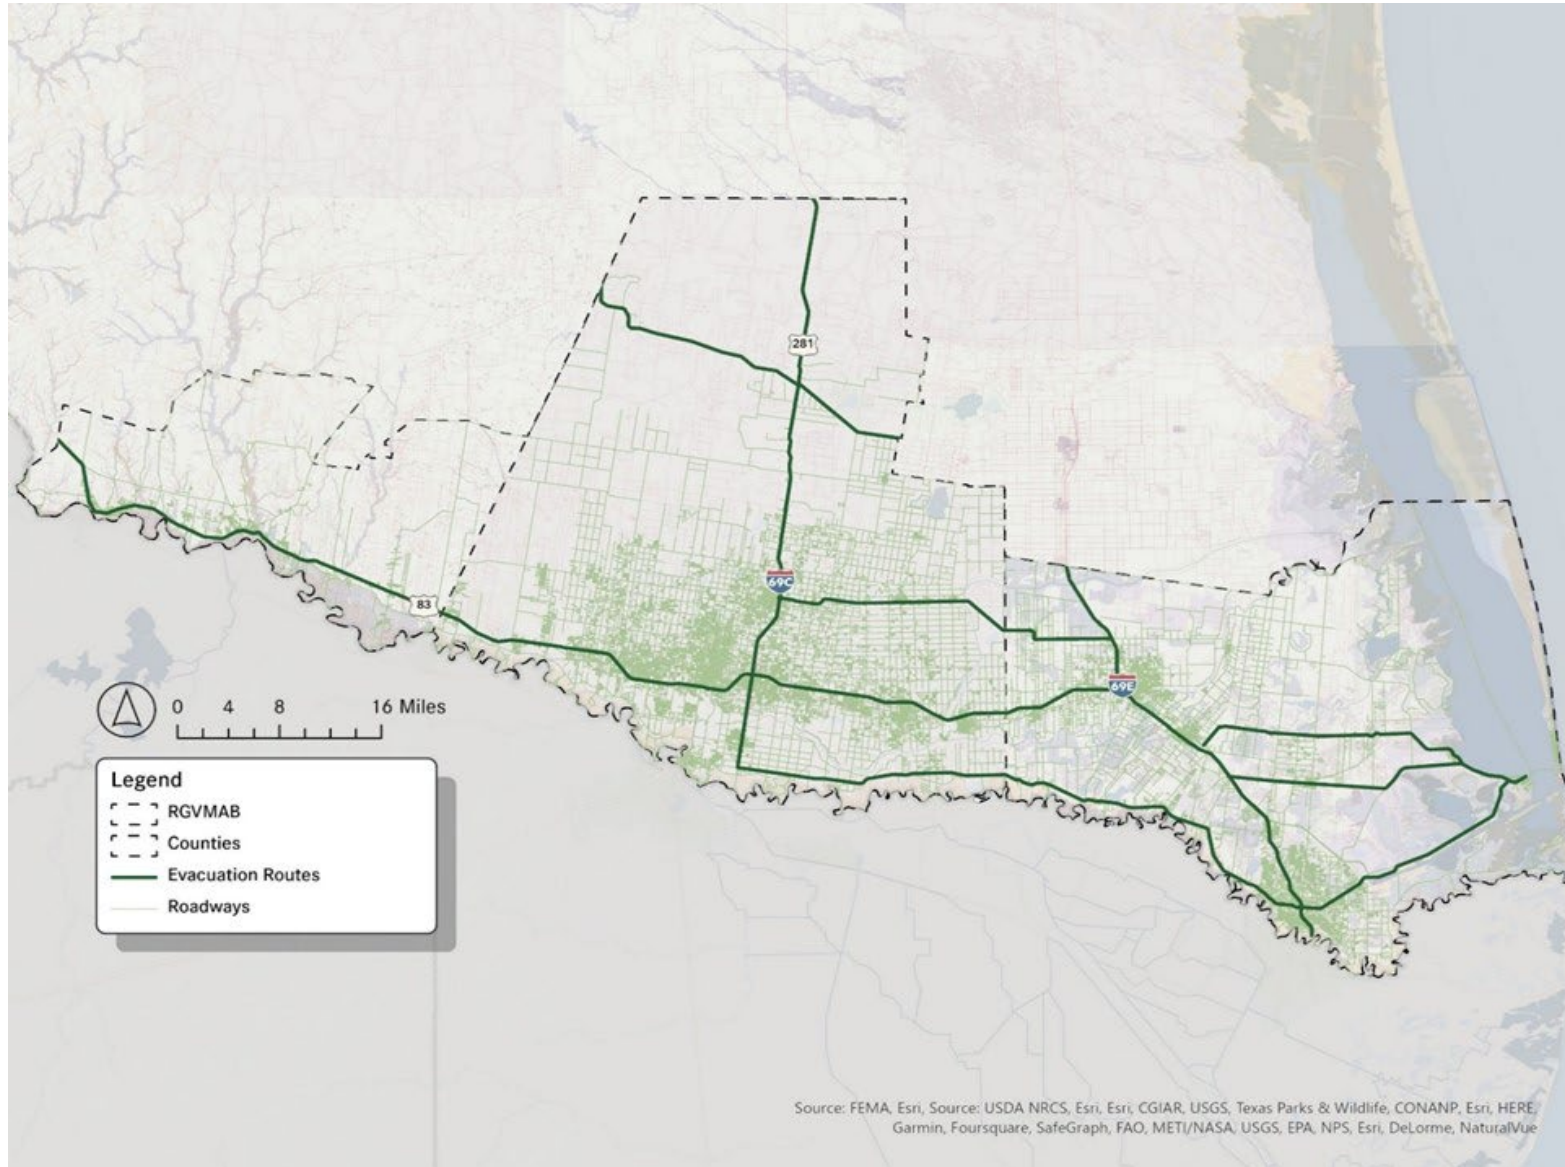 281
69C
83
69E
0 4 8 16 Miles
Legend
RGVMAB
Counties
Evacuation Routes
Roadways
Source: FEMA, Esri, Source: USDA NRCS, Esri, Esri, CGIAR, USGS, Texas Parks & Wildlife, CONANP, Esri, HERE,
Garmin, Foursquare, SafeGraph, FAO, METI/NASA, USGS, EPA, NPS, Esri, DeLorme, NaturalVue